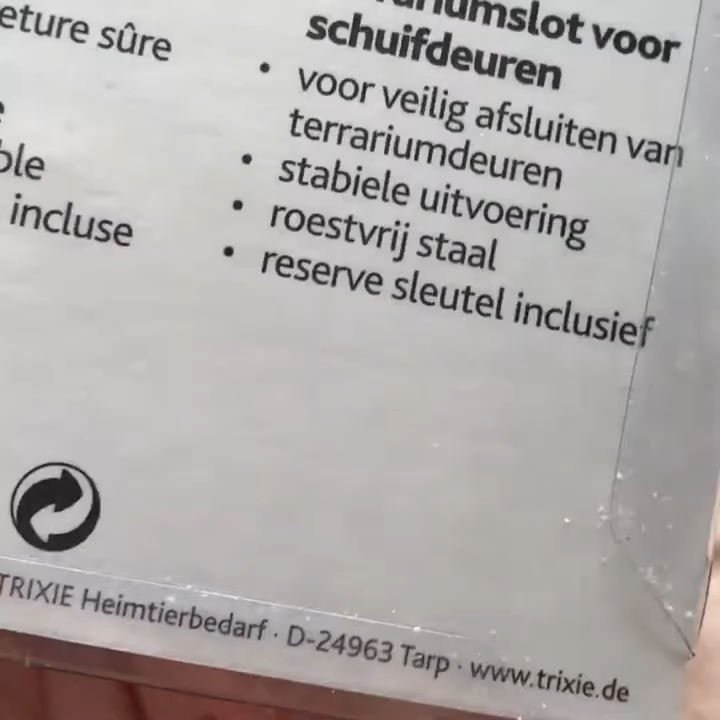 sûre
ble
incluse
voor
schuifdeuren
• voor veilig afsluiten van
terrariumdeuren
• stabiele uitvoering
• roestvrij staal
• reserve sleutel inclusief
TRIXIE Heimtierbedarf · D-24963 Tarp · www.trixie.de